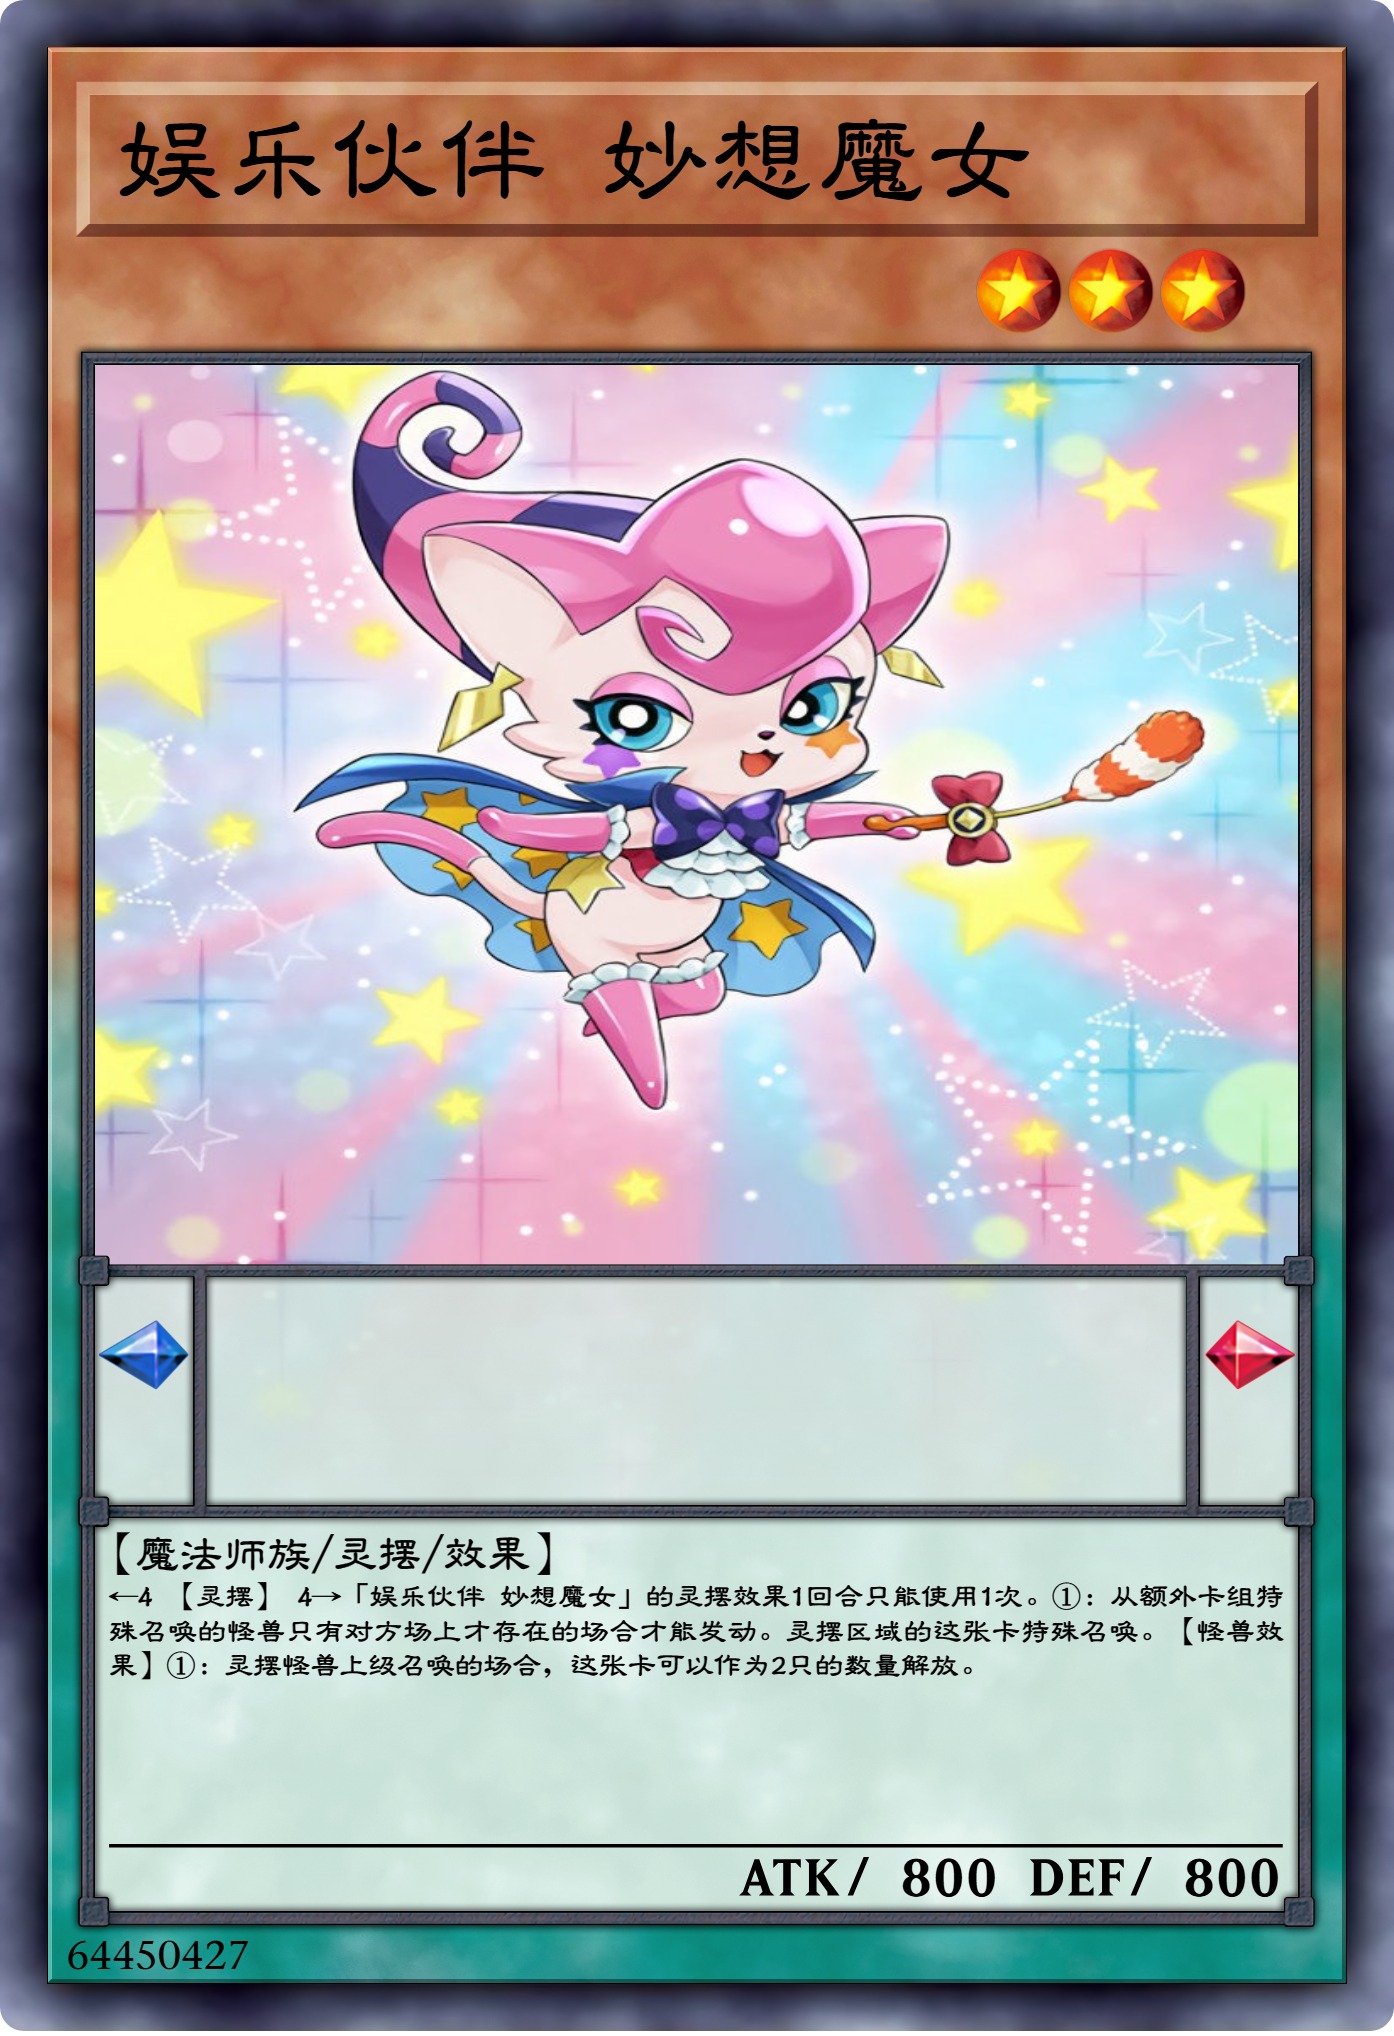 娱乐伙伴 妙想魔女
【魔法师族/灵摆/效果】
←4 【灵摆】 4→「娱乐伙伴 妙想魔女」的灵摆效果1回合只能使用1次。①：从额外卡组特
殊召唤的怪兽只有对方场上才存在的场合才能发动。灵摆区域的这张卡特殊召唤。【怪兽效
果】①：灵摆怪兽上级召唤的场合，这张卡可以作为2只的数量解放。
ATK/ 800 DEF/ 800
64450427